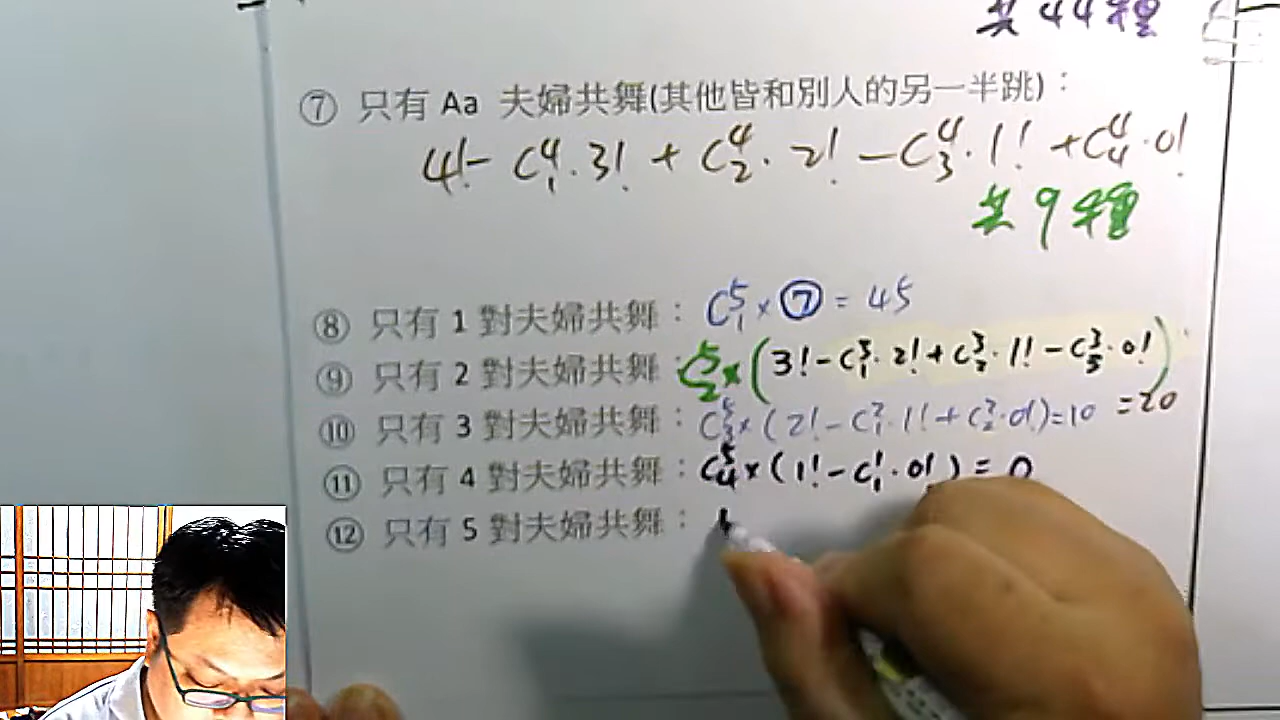 共44種
⑦ 只有 Aa 夫婦共舞(其他皆和別人的另一半跳)：
4! - C⁴₁·3! + C⁴₂·2! - C⁴₃·1! + C⁴₄·0!
共9種
⑧ 只有 1 對夫婦共舞：C⁵₁×⑦=45
⑨ 只有 2 對夫婦共舞：C⁵₂×(3!-C³₁·2!+C³₂·1!-C³₃·0!)
=20
⑩ 只有 3 對夫婦共舞：C⁵₃×(2!-C²₁·1!+C²₂·0!)=10
⑪ 只有 4 對夫婦共舞：C⁵₄×(1!-C¹₁·0!)=0
⑫ 只有 5 對夫婦共舞：